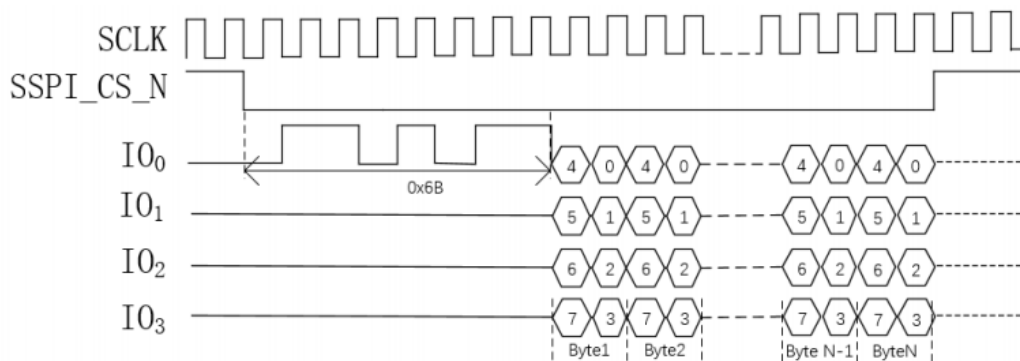 SCLK
SSPI_CS_N
IO0 4 0 4 0 4 0 4 0
0x6B
IO1 5 1 5 1 5 1 5 1
IO2 6 2 6 2 6 2 6 2
IO3 7 3 7 3 7 3 7 3
Byte1 Byte2 Byte N-1 ByteN